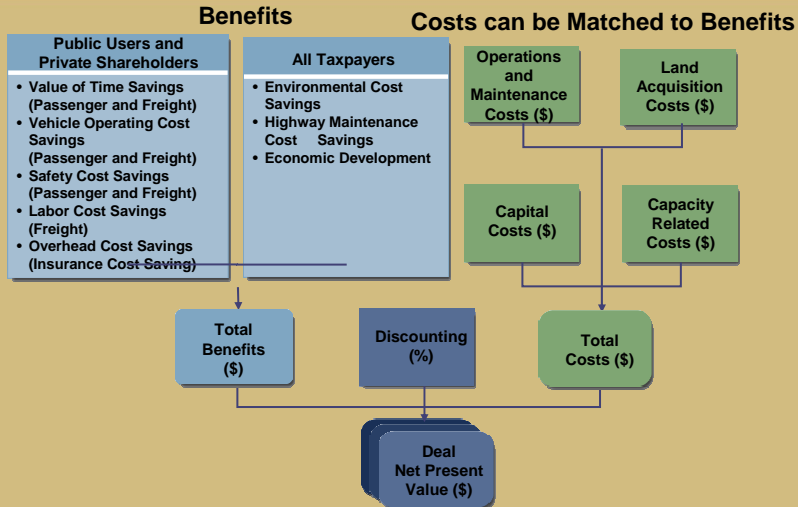 Benefits
Costs can be Matched to Benefits
Public Users and
Private Shareholders
• Value of Time Savings
(Passenger and Freight)
• Vehicle Operating Cost
Savings
(Passenger and Freight)
• Safety Cost Savings
(Passenger and Freight)
• Labor Cost Savings
(Freight)
• Overhead Cost Savings
(Insurance Cost Saving)
All Taxpayers
• Environmental Cost
Savings
• Highway Maintenance
Cost Savings
• Economic Development
Operations
and
Maintenance
Costs ($)
Land
Acquisition
Costs ($)
Capital
Costs ($)
Capacity
Related
Costs ($)
Total
Benefits
($)
Discounting
(%)
Total
Costs ($)
Deal
Net Present
Value ($)